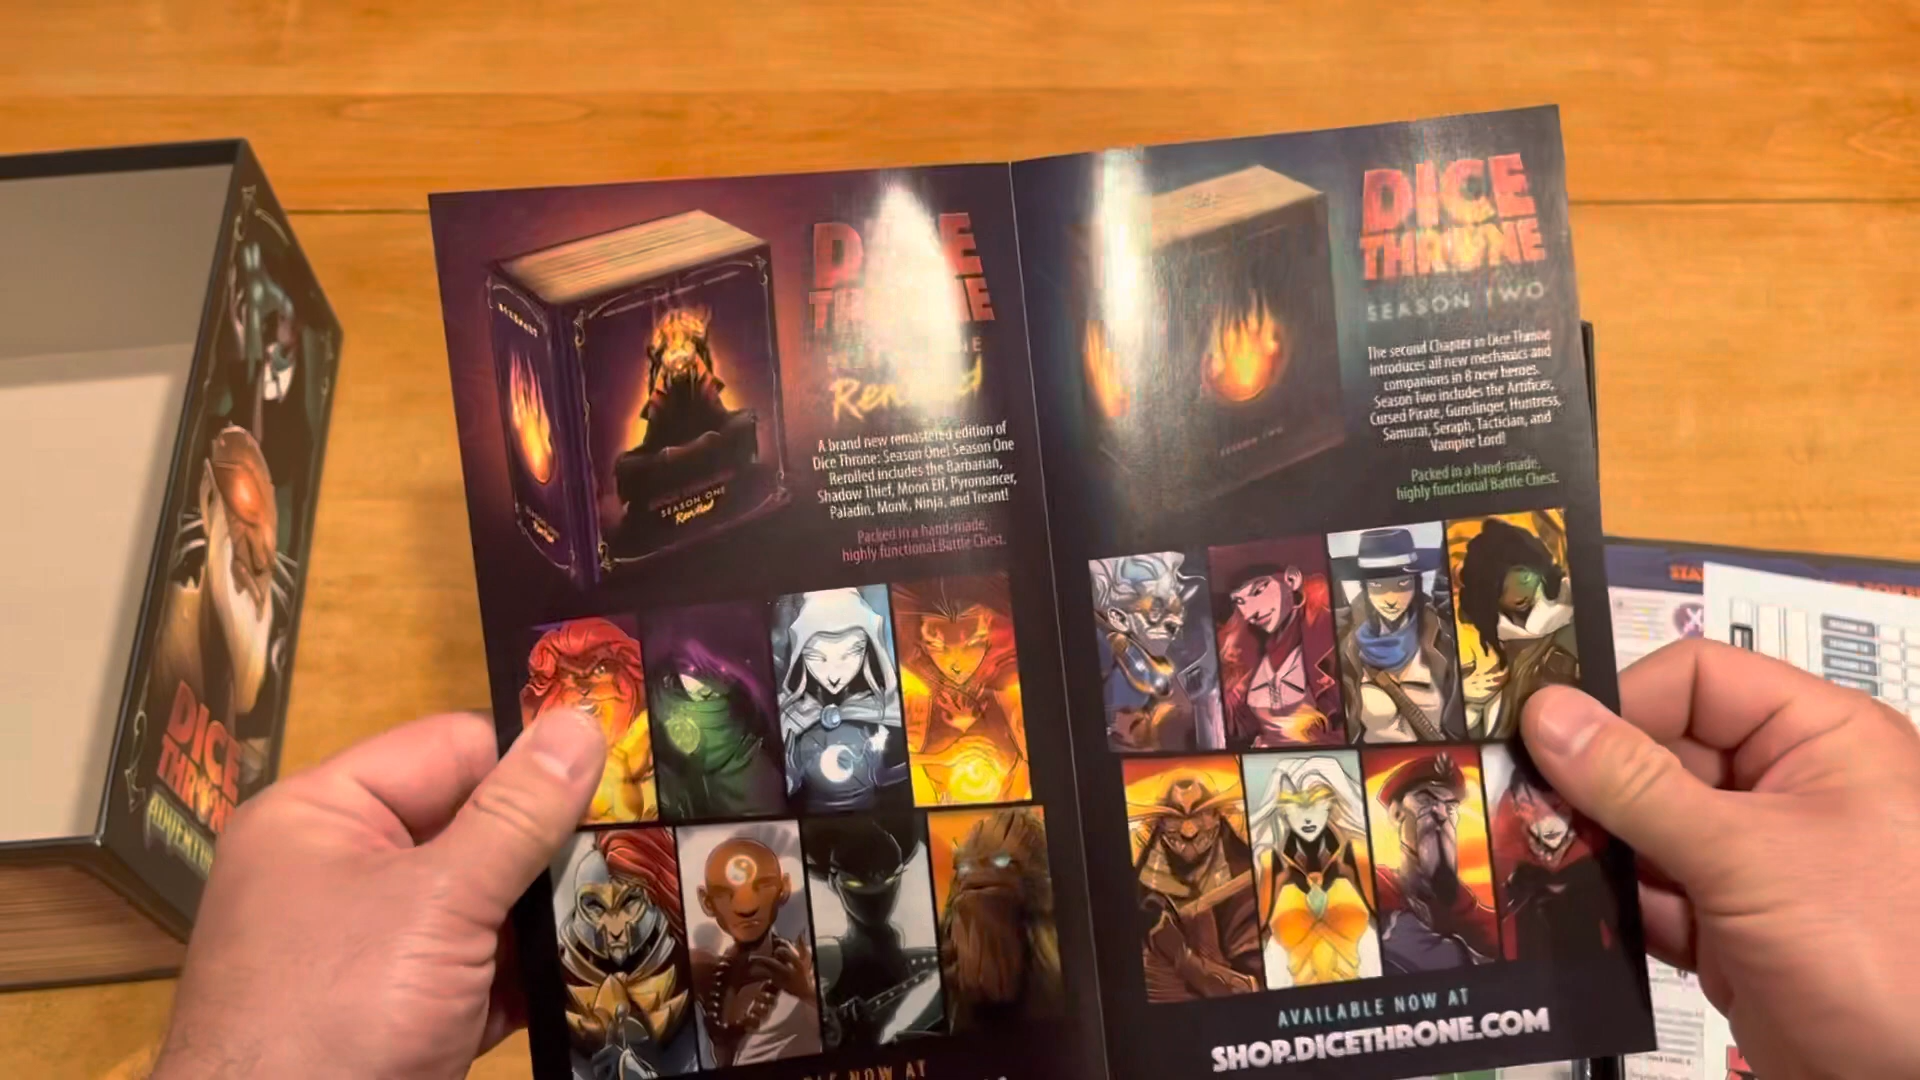 DICE
THRONE
Rerolled
A brand new remastered edition of
Dice Throne: Season One! Season One
Rerolled includes the Barbarian,
Shadow Thief, Moon Elf, Pyromancer,
Paladin, Monk, Ninja, and Treant!
Packed in a hand-made,
highly functional Battle Chest.
SEASON ONE
Rerolled
NOW AT
DICE
THRONE
SEASON TWO
The second Chapter in Dice Throne
introduces all new mechanics and
companions in 8 new heroes.
Season Two includes the Artificer,
Cursed Pirate, Gunslinger, Huntress,
Samurai, Seraph, Tactician, and
Vampire Lord!
Packed in a hand-made,
highly functional Battle Chest.
SEASON TWO
AVAILABLE NOW AT
SHOP.DICETHRONE.COM
DICE
THRONE